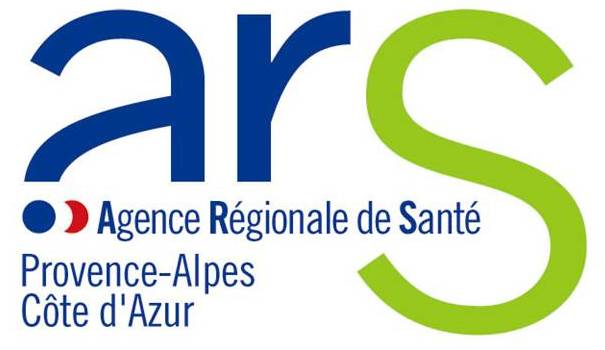 arS
Agence Régionale de Santé
Provence-Alpes
Côte d'Azur